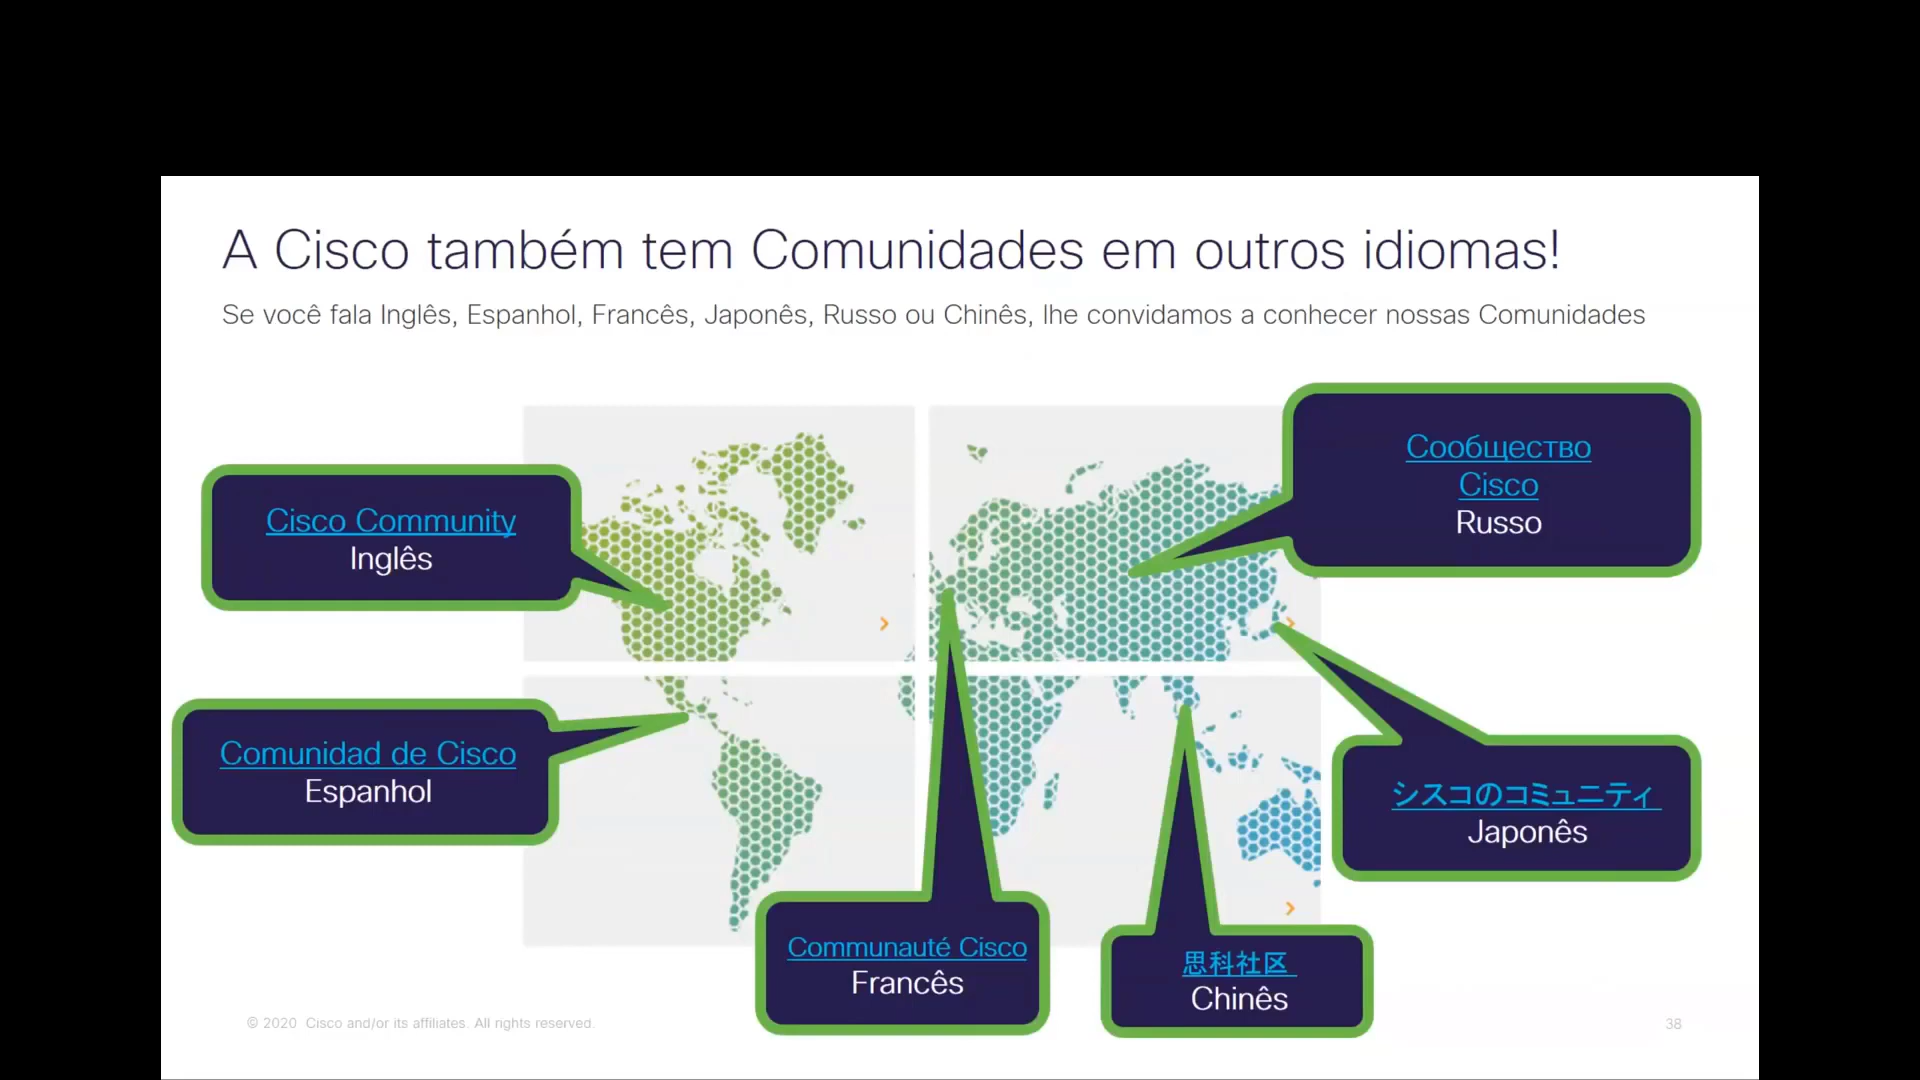 A Cisco também tem Comunidades em outros idiomas!
Se você fala Inglês, Espanhol, Francês, Japonês, Russo ou Chinês, lhe convidamos a conhecer nossas Comunidades
Сообщество
Cisco
Russo
Cisco Community
Inglês
Comunidad de Cisco
Espanhol
シスコのコミュニティ
Japonês
Communauté Cisco
Francês
思科社区
Chinês
© 2020 Cisco and/or its affiliates. All rights reserved.
38